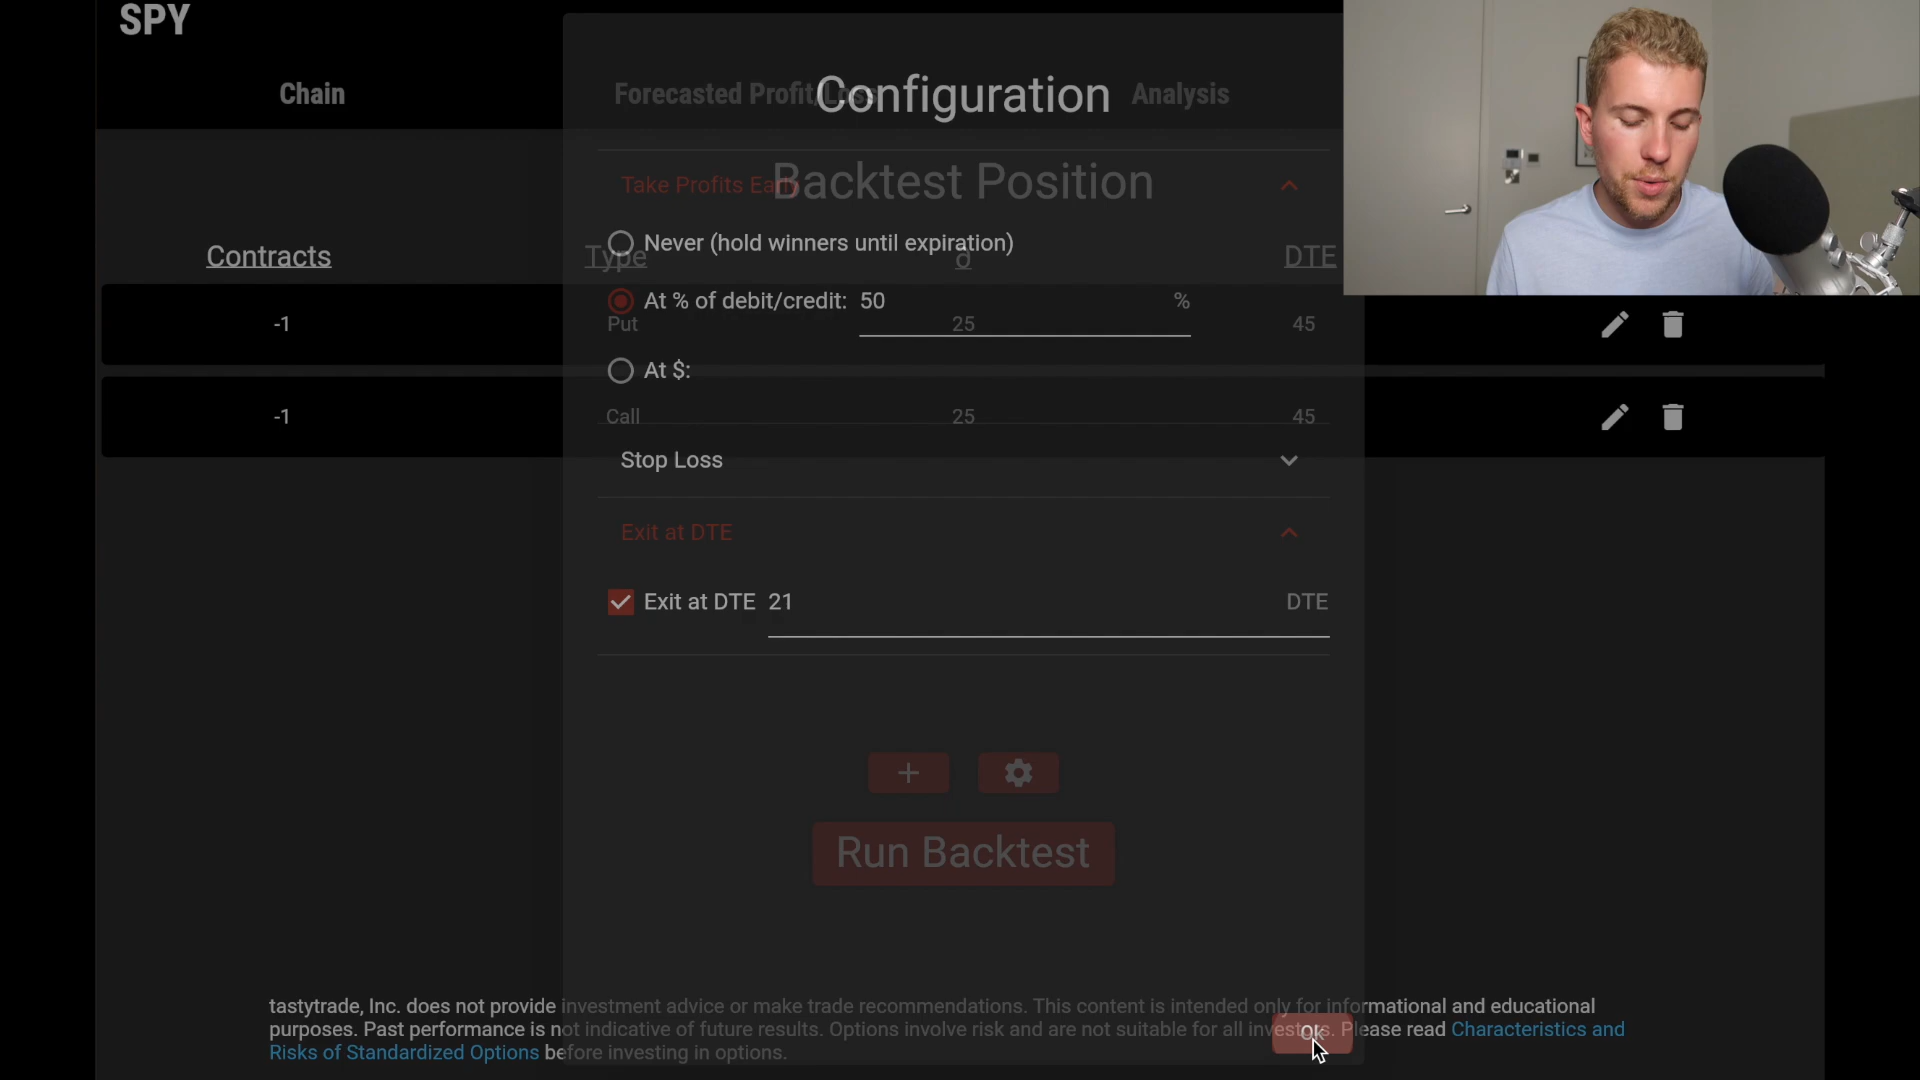 SPY
Chain
Forecasted Profit/Loss
Analysis
Configuration
Backtest Position
Take Profits Early
Never (hold winners until expiration)
Contracts
Type
∂
DTE
At % of debit/credit: 50 %
-1
Put
25
45
At $:
-1
Call
25
45
Stop Loss
Exit at DTE
Exit at DTE 21 DTE
+
Run Backtest
tastytrade, Inc. does not provide investment advice or make trade recommendations. This content is intended only for informational and educational
purposes. Past performance is not indicative of future results. Options involve risk and are not suitable for all investors. Please read Characteristics and
Risks of Standardized Options before investing in options.
Ok